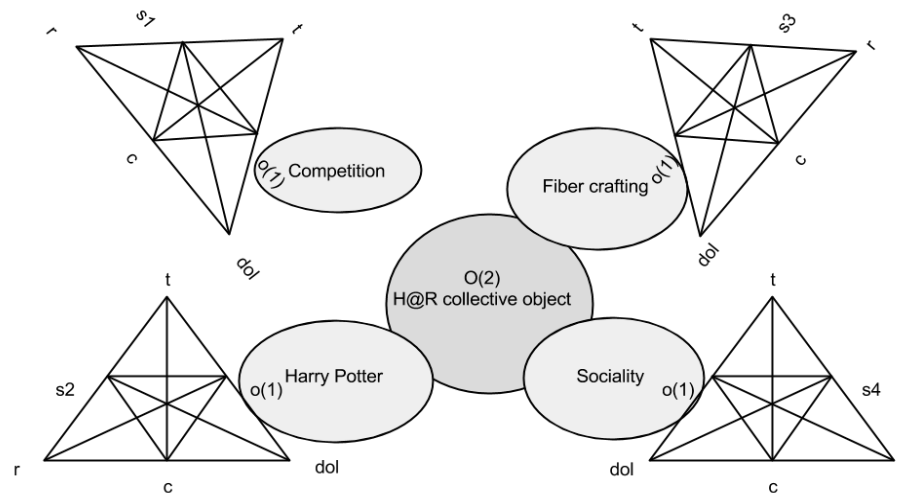 s1
r
t
c
o(1)
Competition
dol
s3
t
r
c
Fiber crafting
o(1)
dol
O(2)
H@R collective object
t
s2
r
c
dol
Harry Potter
o(1)
t
s4
Sociality
o(1)
dol
c